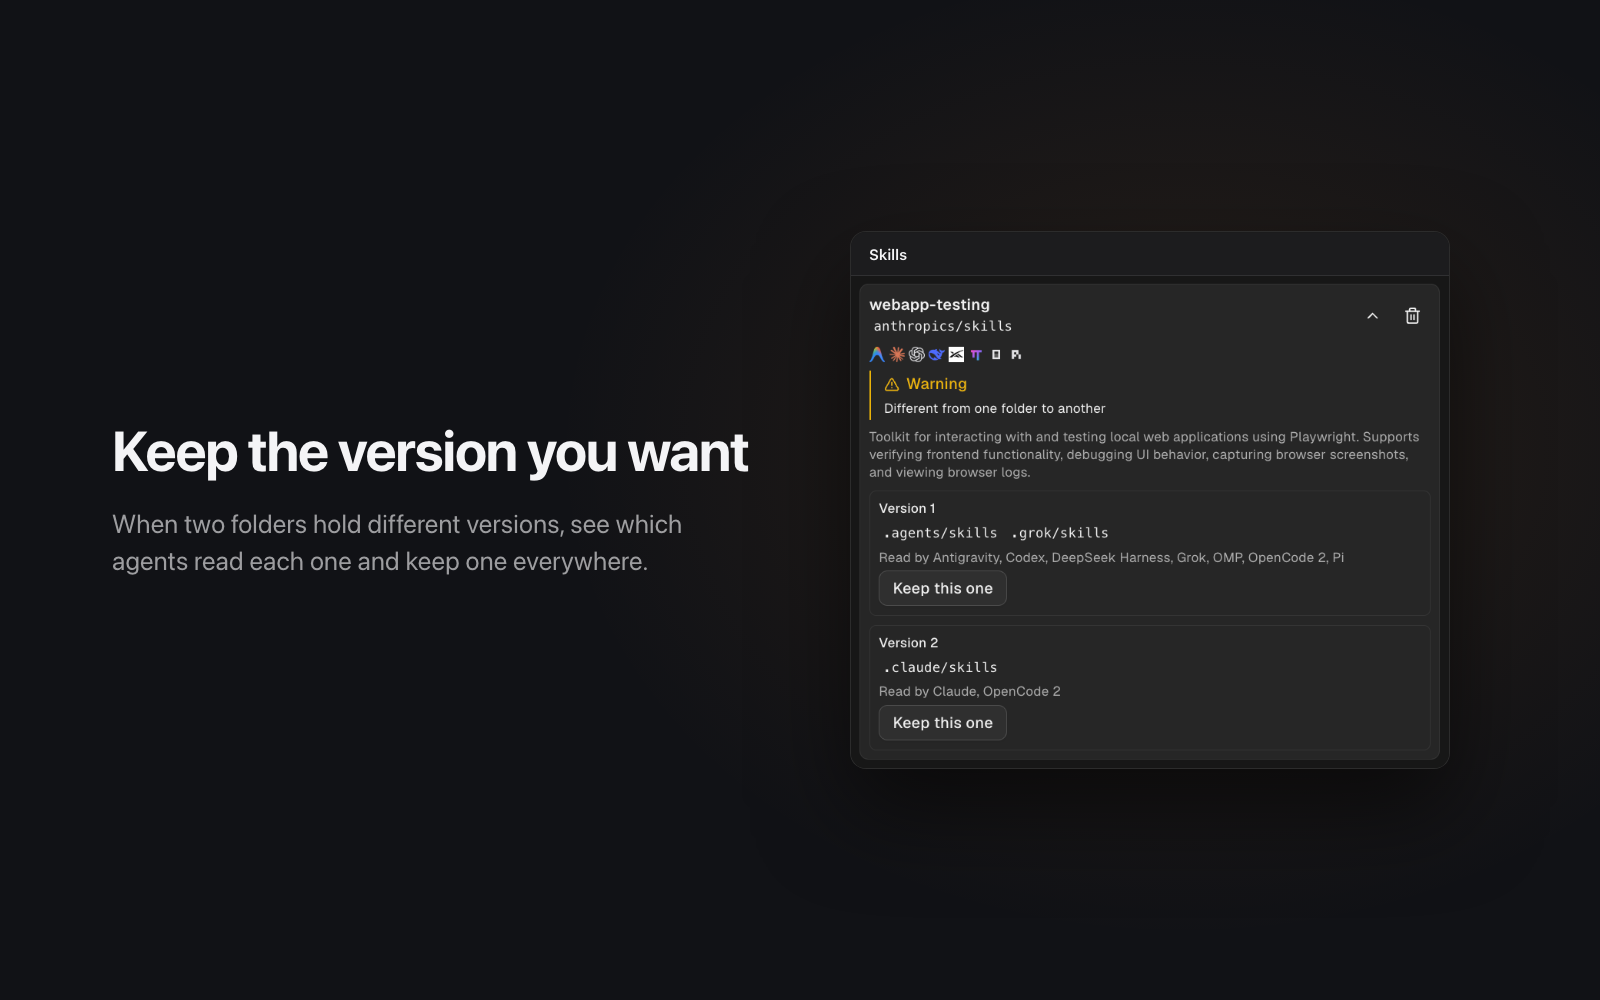 Keep the version you want
When two folders hold different versions, see which
agents read each one and keep one everywhere.
Skills
webapp-testing
anthropics/skills
Warning
Different from one folder to another
Toolkit for interacting with and testing local web applications using Playwright. Supports
verifying frontend functionality, debugging UI behavior, capturing browser screenshots,
and viewing browser logs.
Version 1
.agents/skills .grok/skills
Read by Antigravity, Codex, DeepSeek Harness, Grok, OMP, OpenCode 2, Pi
Keep this one
Version 2
.claude/skills
Read by Claude, OpenCode 2
Keep this one